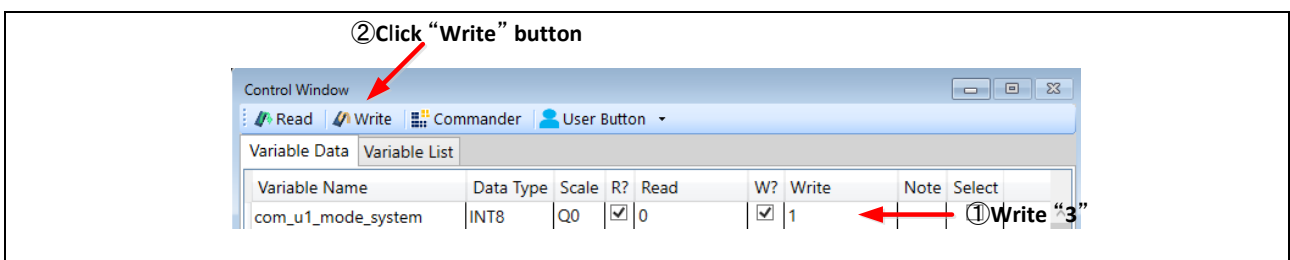 ②Click “Write” button
Control Window
Read Write Commander User Button
Variable Data Variable List
Variable Name Data Type Scale R? Read W? Write Note Select
com_u1_mode_system INT8 Q0 0 1 ①Write “3”